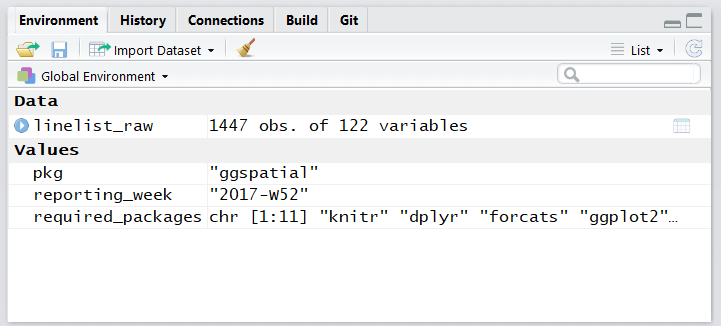 Environment History Connections Build Git
Import Dataset List
Global Environment
Data
linelist_raw 1447 obs. of 122 variables
Values
pkg "ggspatial"
reporting_week "2017-W52"
required_packages chr [1:11] "knitr" "dplyr" "forcats" "ggplot2"…